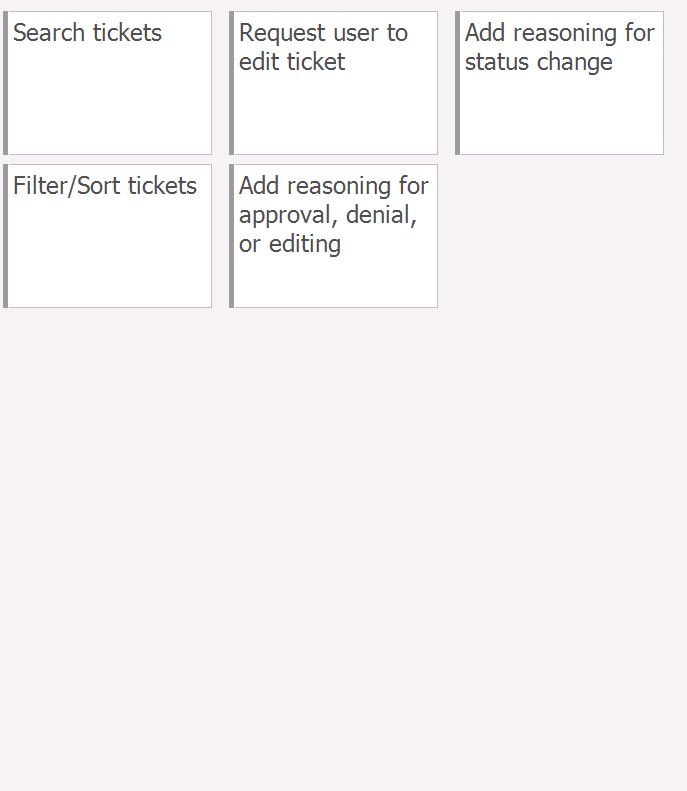 Search tickets
Request user to
edit ticket
Add reasoning for
status change
Filter/Sort tickets
Add reasoning for
approval, denial,
or editing